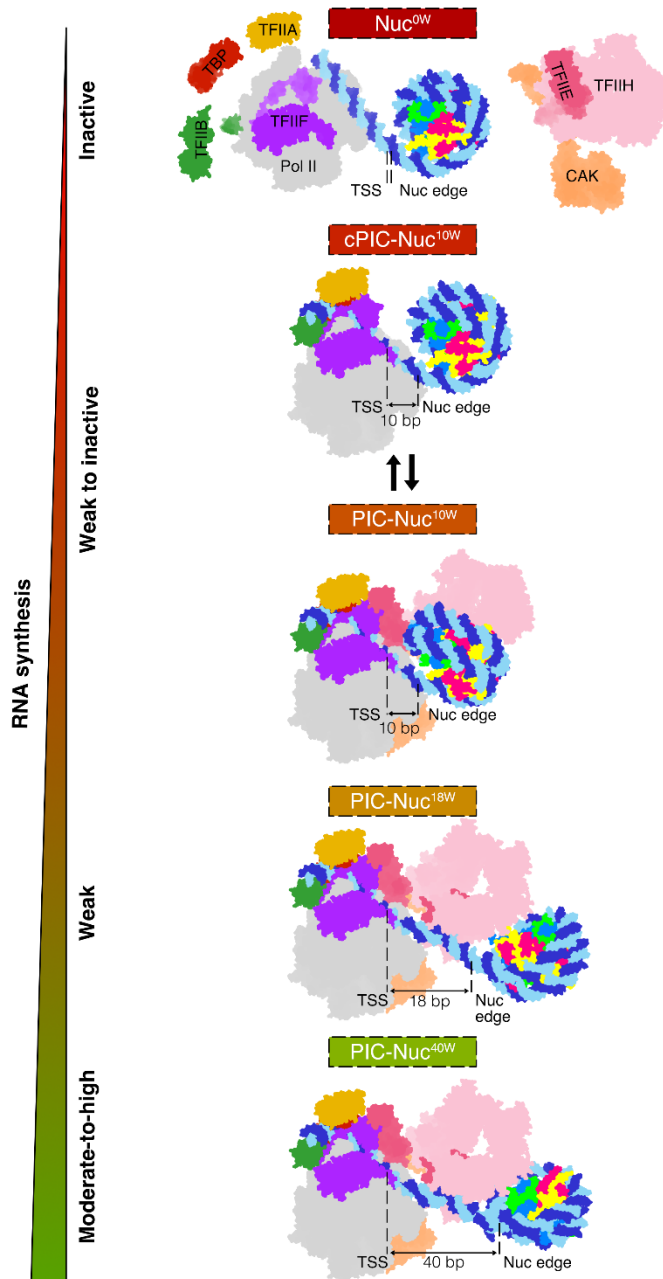 Nuc0W
TFIIA
TBP
TFIIB
TFIIF
Pol II
TSS
Nuc edge
TFIIE
TFIIH
CAK
Inactive
cPIC-Nuc10W
TSS
Nuc edge
10 bp
Weak to inactive
PIC-Nuc10W
TSS
Nuc edge
10 bp
RNA synthesis
PIC-Nuc18W
Weak
TSS
18 bp
Nuc
edge
PIC-Nuc40W
Moderate-to-high
TSS
40 bp
Nuc edge